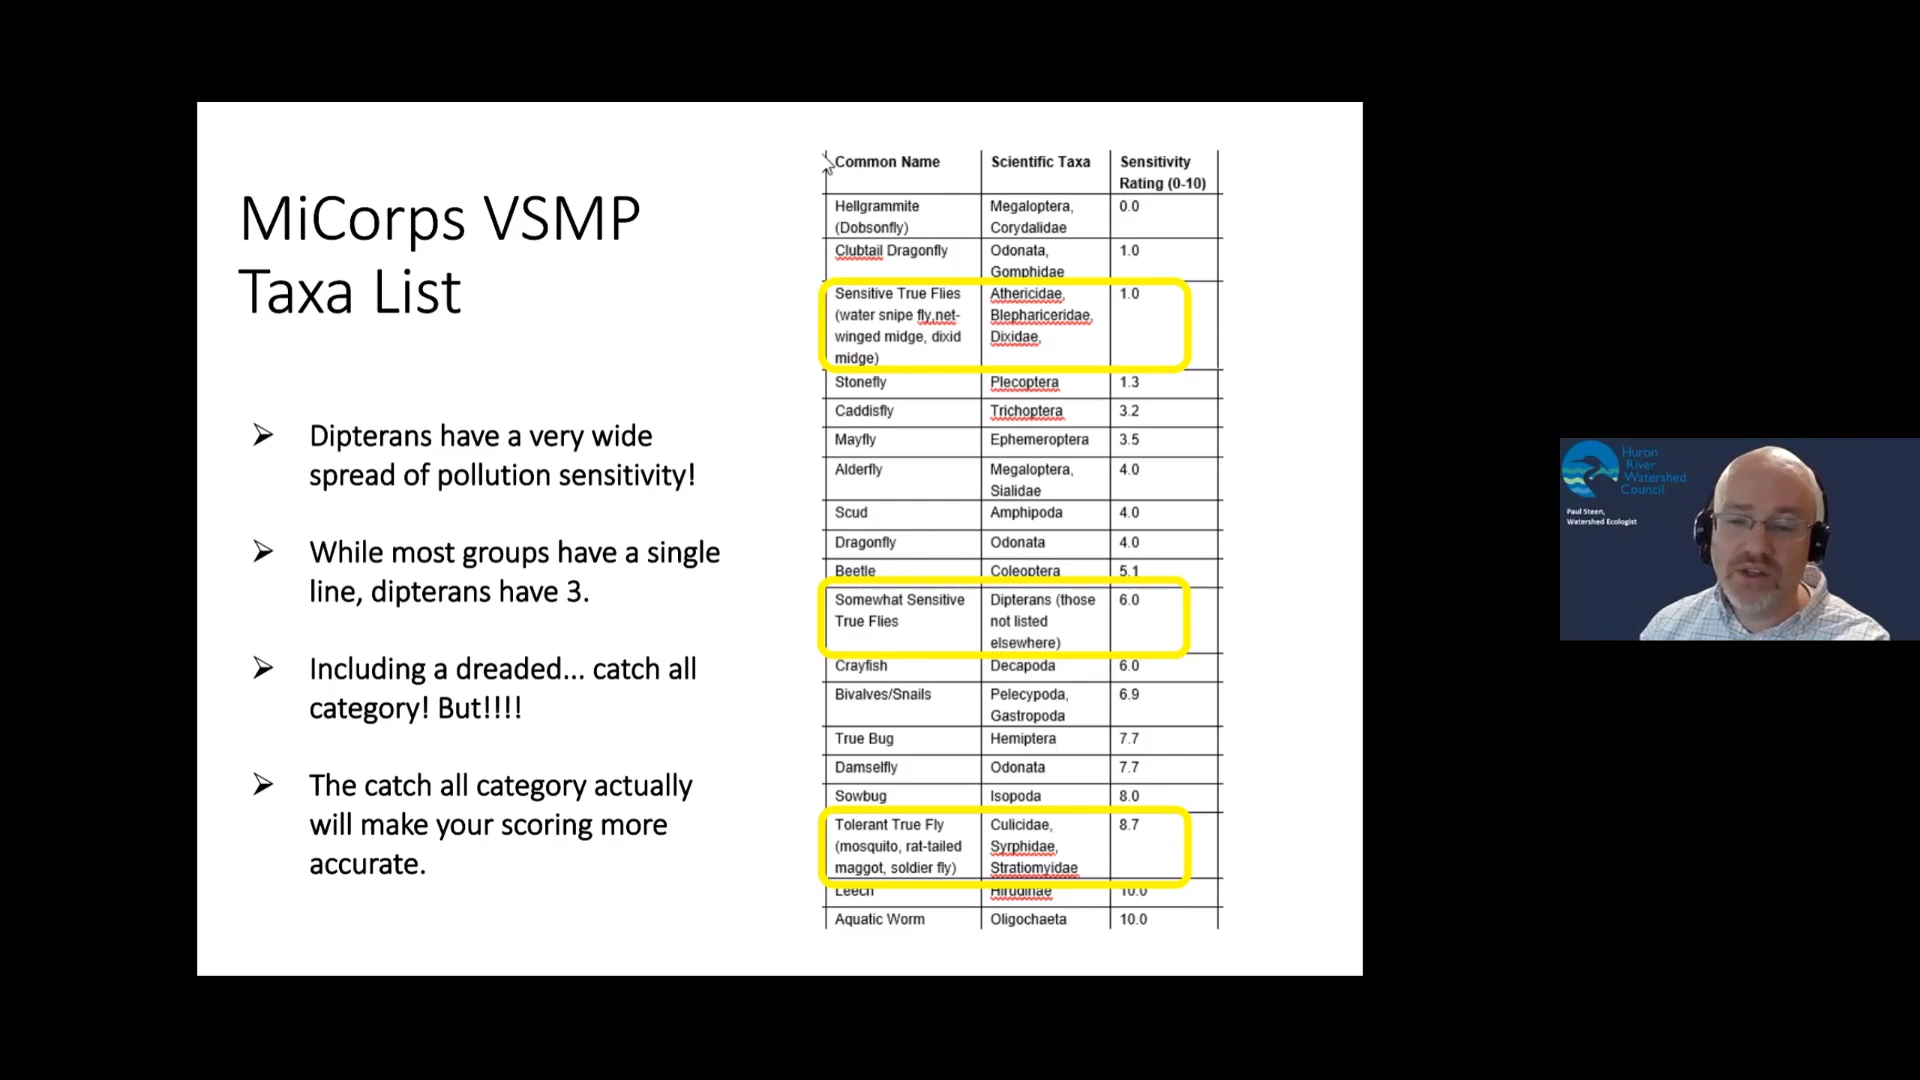 MiCorps VSMP
Taxa List
➢ Dipterans have a very wide
spread of pollution sensitivity!
➢ While most groups have a single
line, dipterans have 3.
➢ Including a dreaded... catch all
category! But!!!!
➢ The catch all category actually
will make your scoring more
accurate.
Common Name Scientific Taxa Sensitivity
Rating (0-10)
Hellgrammite Megaloptera, 0.0
(Dobsonfly) Corydalidae
Clubtail Dragonfly Odonata, 1.0
Gomphidae
Sensitive True Flies Athericidae, 1.0
(water snipe fly,net- Blephariceridae,
winged midge, dixid Dixidae,
midge)
Stonefly Plecoptera 1.3
Caddisfly Trichoptera 3.2
Mayfly Ephemeroptera 3.5
Alderfly Megaloptera, 4.0
Sialidae
Scud Amphipoda 4.0
Dragonfly Odonata 4.0
Beetle Coleoptera 5.1
Somewhat Sensitive Dipterans (those 6.0
True Flies not listed
elsewhere)
Crayfish Decapoda 6.0
Bivalves/Snails Pelecypoda, 6.9
Gastropoda
True Bug Hemiptera 7.7
Damselfly Odonata 7.7
Sowbug Isopoda 8.0
Tolerant True Fly Culicidae, 8.7
(mosquito, rat-tailed Syrphidae,
maggot, soldier fly) Stratiomyidae
Leech Hirudinae 10.0
Aquatic Worm Oligochaeta 10.0
Huron
River
Watershed
Council
Paul Steen,
Watershed Ecologist